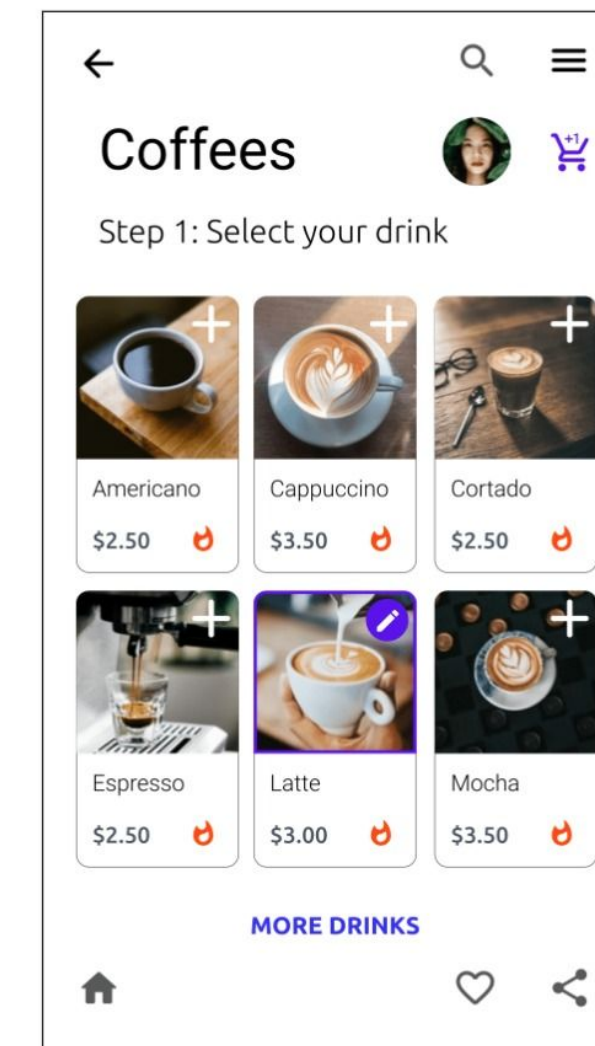 Coffees
+1
Step 1: Select your drink
Americano
Cappuccino
Cortado
$2.50
$3.50
$2.50
Espresso
Latte
Mocha
$2.50
$3.00
$3.50
MORE DRINKS